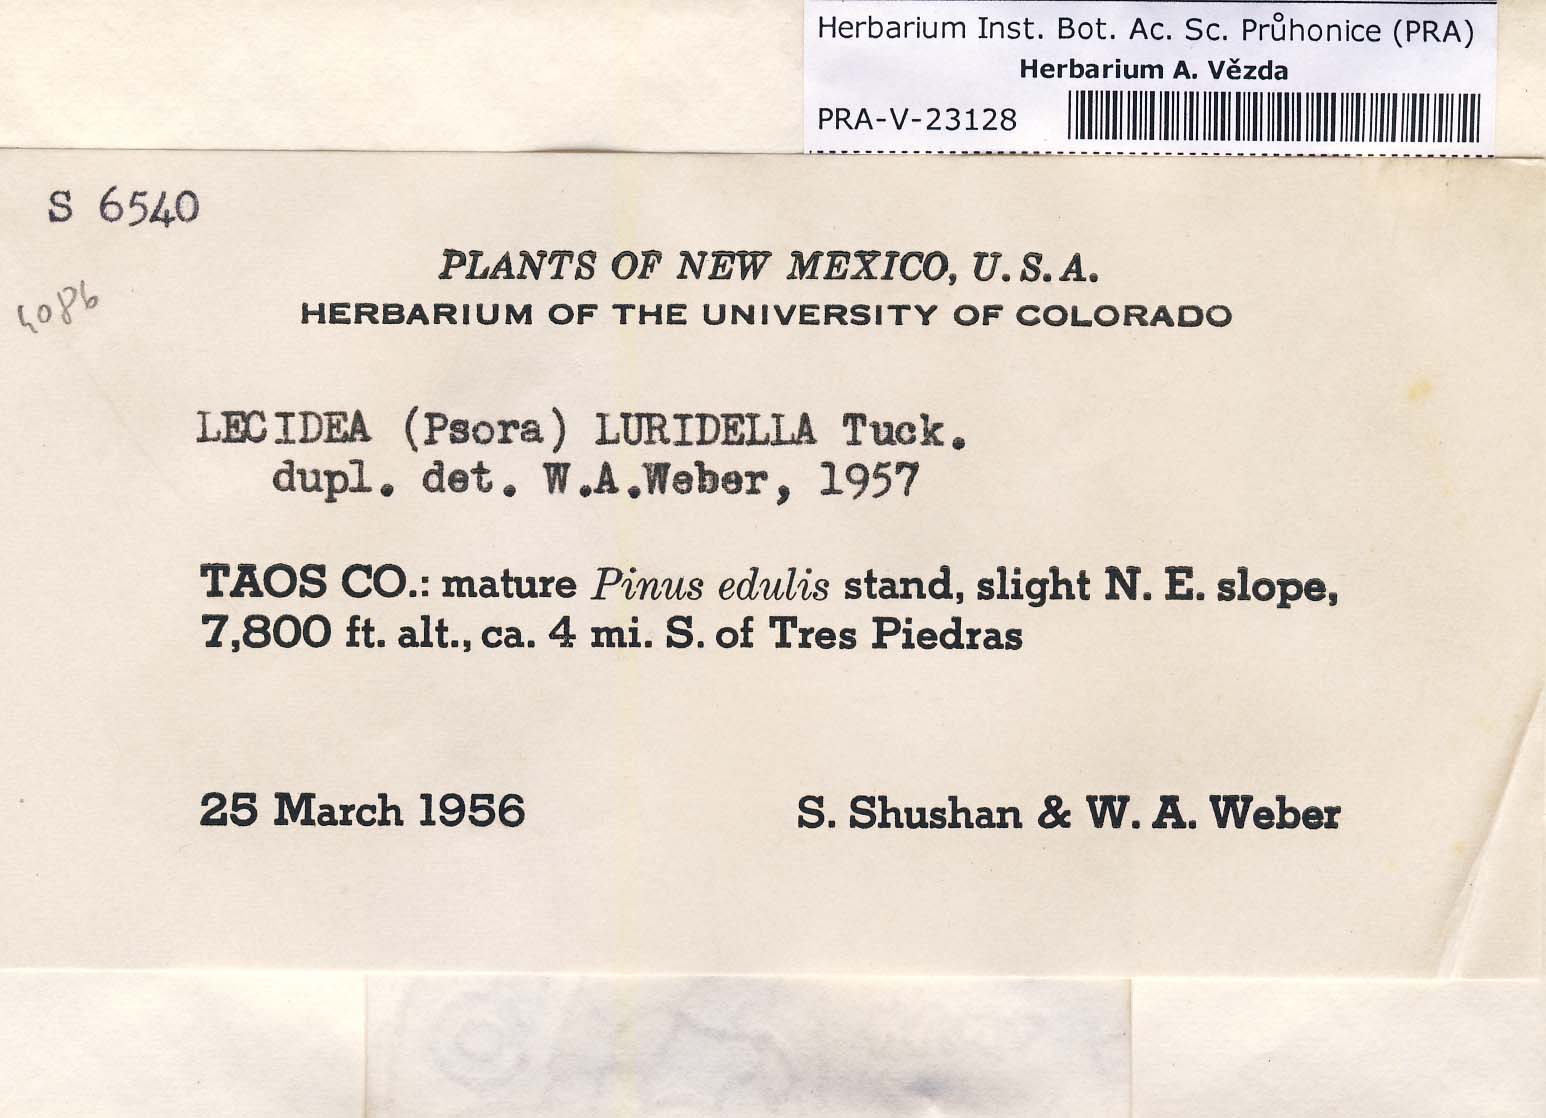 Herbarium Inst. Bot. Ac. Sc. Průhonice (PRA)
Herbarium A. Vězda
PRA-V-23128
S 6540
4086
PLANTS OF NEW MEXICO, U. S. A.
HERBARIUM OF THE UNIVERSITY OF COLORADO
LECIDEA (Psora) LURIDELLA Tuck.
dupl. det. W.A.Weber, 1957
TAOS CO.: mature Pinus edulis stand, slight N. E. slope,
7,800 ft. alt., ca. 4 mi. S. of Tres Piedras
25 March 1956
S. Shushan & W. A. Weber